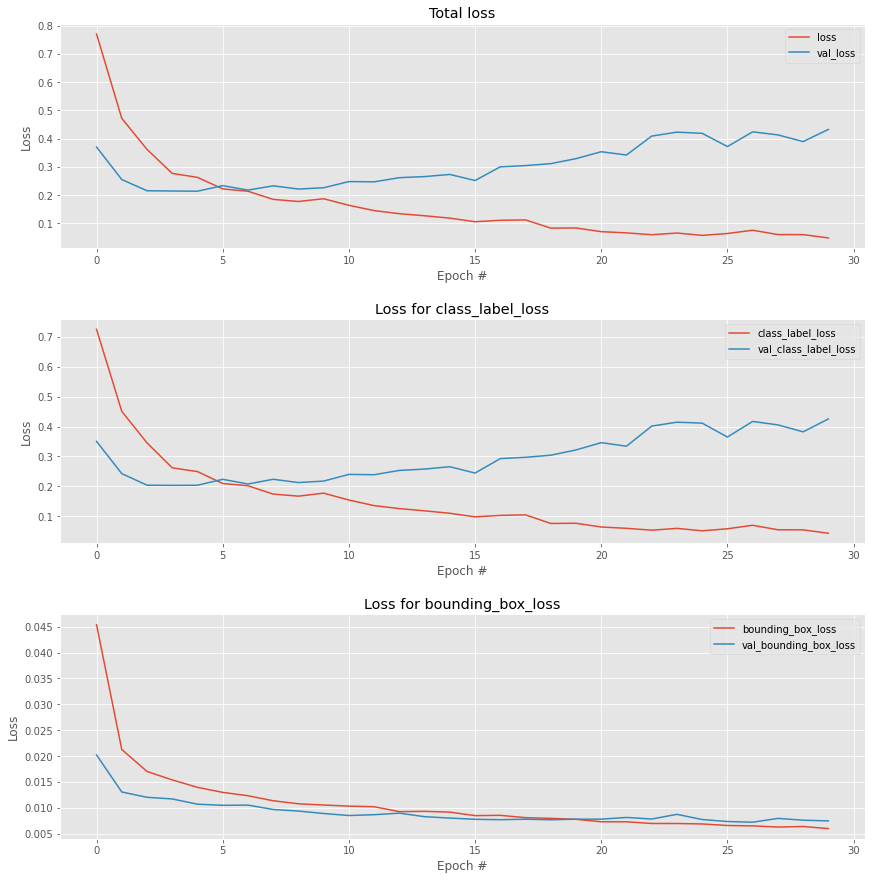 Total loss
0.8
0.7
0.6
0.5
0.4
0.3
0.2
0.1
Loss
loss
val_loss
0 5 10 15 20 25 30
Epoch #
Loss for class_label_loss
0.7
0.6
0.5
0.4
0.3
0.2
0.1
Loss
class_label_loss
val_class_label_loss
0 5 10 15 20 25 30
Epoch #
Loss for bounding_box_loss
0.045
0.040
0.035
0.030
0.025
0.020
0.015
0.010
0.005
Loss
bounding_box_loss
val_bounding_box_loss
0 5 10 15 20 25 30
Epoch #